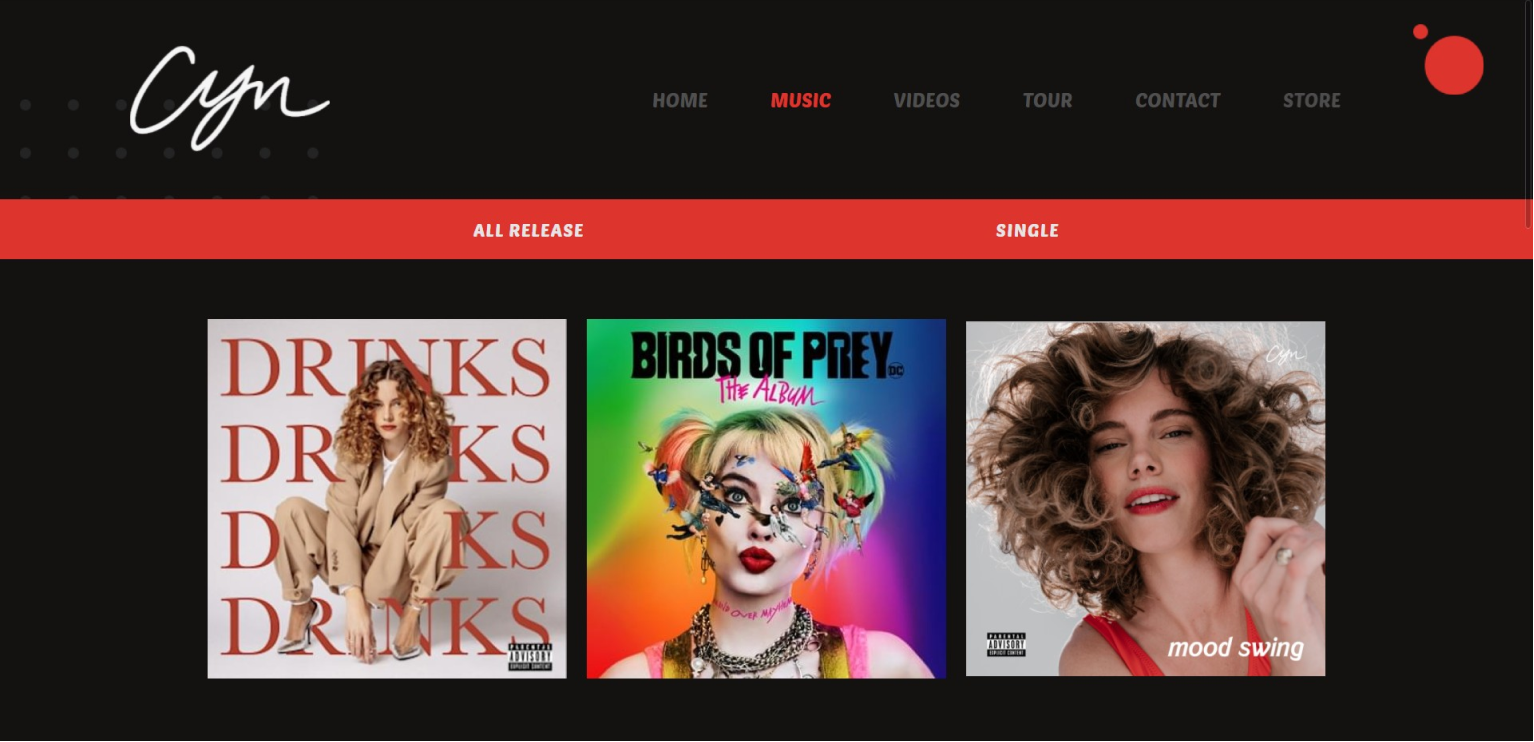 Cyn
HOME MUSIC VIDEOS TOUR CONTACT STORE
ALL RELEASE SINGLE
DRINKS
DRINKS
DRINKS
DRINKS
PARENTAL
ADVISORY
EXPLICIT CONTENT
BIRDS OF PREY
DC
THE ALBUM
Cyn
PARENTAL
ADVISORY
EXPLICIT CONTENT
mood swing